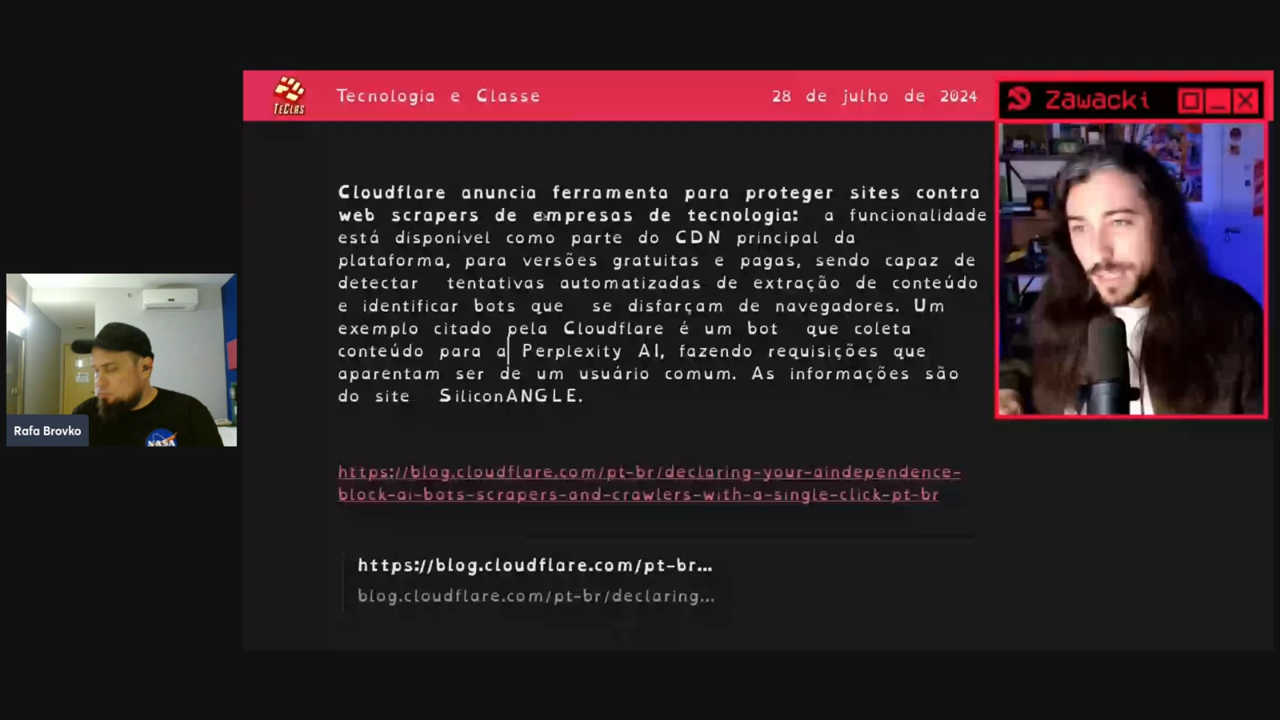 TECLAS
Tecnologia e Classe
28 de julho de 2024
Zawacki
Cloudflare anuncia ferramenta para proteger sites contra
web scrapers de empresas de tecnologia: a funcionalidade
está disponível como parte do CDN principal da
plataforma, para versões gratuitas e pagas, sendo capaz de
detectar tentativas automatizadas de extração de conteúdo
e identificar bots que se disfarçam de navegadores. Um
exemplo citado pela Cloudflare é um bot que coleta
conteúdo para a Perplexity AI, fazendo requisições que
aparentam ser de um usuário comum. As informações são
do site SiliconANGLE.
https://blog.cloudflare.com/pt-br/declaring-your-aindependence-
block-ai-bots-scrapers-and-crawlers-with-a-single-click-pt-br
https://blog.cloudflare.com/pt-br...
blog.cloudflare.com/pt-br/declaring...
Rafa Brovko
NASA